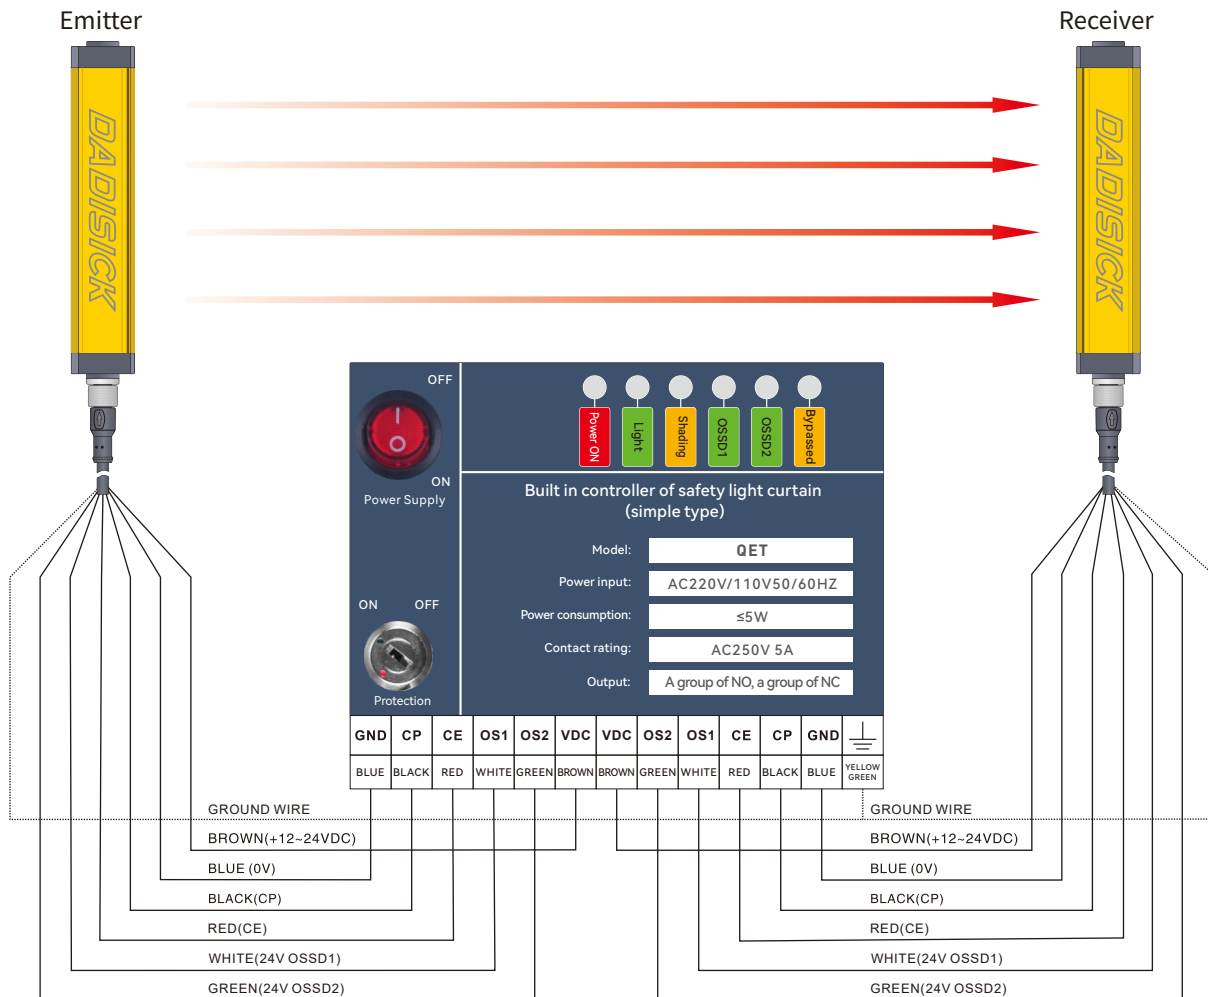 Emitter
Receiver
DADISICK
DADISICK
OFF
ON
Power Supply
ON OFF
Protection
Power ON
Light
Shading
OSSD1
OSSD2
Bypassed
Built in controller of safety light curtain
(simple type)
Model: QET
Power input: AC220V/110V50/60HZ
Power consumption: ≤5W
Contact rating: AC250V 5A
Output: A group of NO, a group of NC
GND CP CE OS1 OS2 VDC VDC OS2 OS1 CE CP GND
BLUE BLACK RED WHITE GREEN BROWN BROWN GREEN WHITE RED BLACK BLUE YELLOW
GREEN
GROUND WIRE GROUND WIRE
BROWN(+12~24VDC) BROWN(+12~24VDC)
BLUE (0V) BLUE (0V)
BLACK(CP) BLACK(CP)
RED(CE) RED(CE)
WHITE(24V OSSD1) WHITE(24V OSSD1)
GREEN(24V OSSD2) GREEN(24V OSSD2)